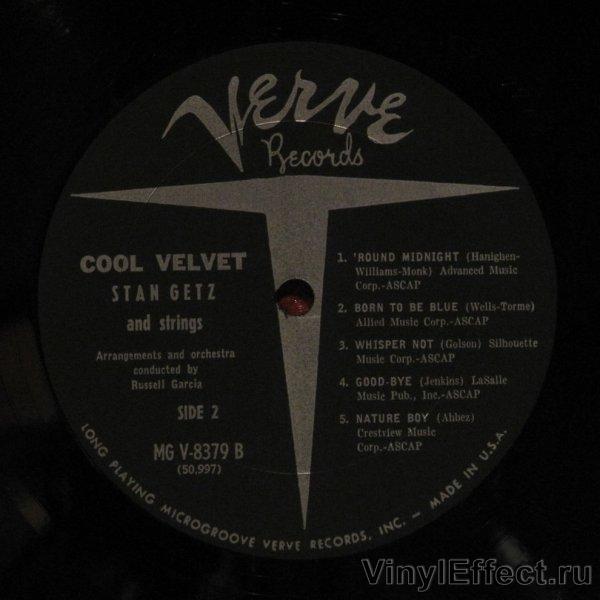 Verve
Records
COOL VELVET
STAN GETZ
and strings
Arrangements and orchestra
conducted by
Russell Garcia
SIDE 2
MG V-8379 B
(50,997)
1. 'ROUND MIDNIGHT (Hanighen-
Williams-Monk) Advanced Music
Corp.-ASCAP
2. BORN TO BE BLUE (Wells-Torme)
Allied Music Corp.-ASCAP
3. WHISPER NOT (Golson) Silhouette
Music Corp.-ASCAP
4. GOOD-BYE (Jenkins) LaSalle
Music Pub., Inc.-ASCAP
5. NATURE BOY (Ahbez)
Crestview Music
Corp.-ASCAP
LONG PLAYING MICROGROOVE VERVE RECORDS, INC. — MADE IN U.S.A.
VinylEffect.ru